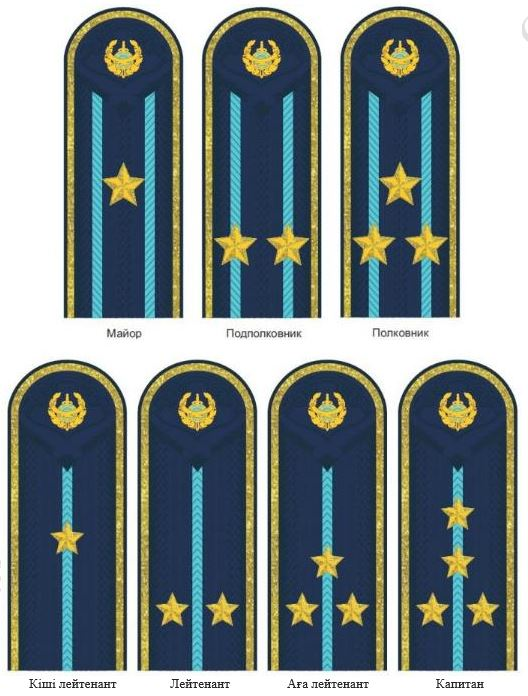 Майор Подполковник Полковник
Кіші лейтенант Лейтенант Аға лейтенант Капитан